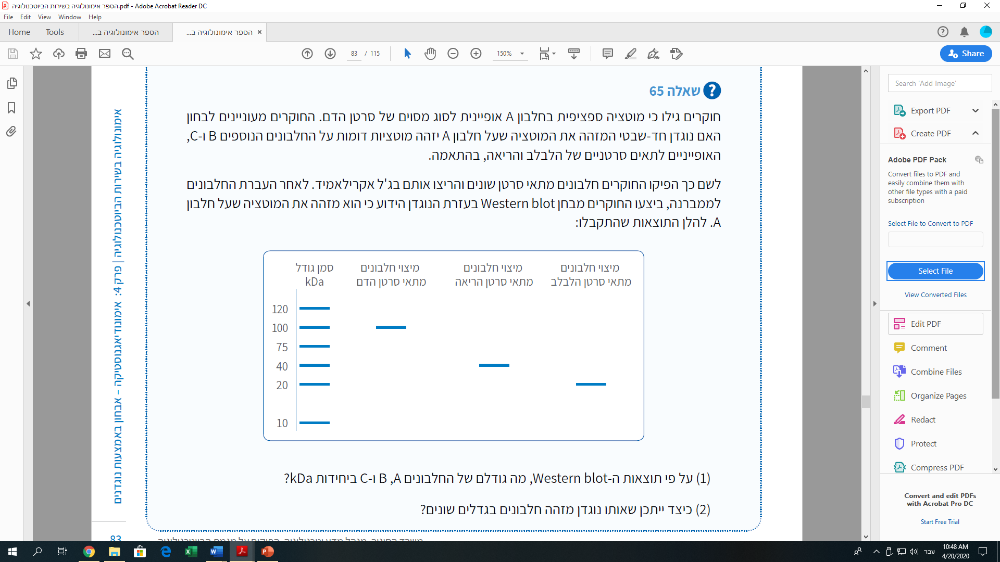 הספר אימונולוגיה בשירות הביוטכנולוגיה.pdf - Adobe Acrobat Reader DC
File Edit View Window Help
Home Tools הספר אימונולוגיה ב... הספר אימונולוגיה ב...
83 / 115 150% Share
שאלה 65
חוקרים גילו כי מוטציה ספציפית בחלבון A אופיינית לסוג מסוים של סרטן הדם. החוקרים מעוניינים לבחון
האם נוגדן חד-שבטי המזהה את המוטציה שעל חלבון A יזהה מוטציות דומות על החלבונים הנוספים B ו-C,
האופייניים לתאים סרטניים של הלבלב והריאה, בהתאמה.
לשם כך הפיקו החוקרים חלבונים מתאי סרטן שונים והריצו אותם בג'ל אקרילאמיד. לאחר העברת החלבונים
לממברנה, ביצעו החוקרים מבחן Western blot בעזרת הנוגדן הידוע כי הוא מזהה את המוטציה שעל חלבון
A. להלן התוצאות שהתקבלו:
סמן גודל
kDa
מיצוי חלבונים
מתאי סרטן הדם
מיצוי חלבונים
מתאי סרטן הריאה
מיצוי חלבונים
מתאי סרטן הלבלב
120
100
75
40
20
10
(1) על פי תוצאות ה-Western blot, מה גודלם של החלבונים A, B ו-C ביחידות kDa?
(2) כיצד ייתכן שאותו נוגדן מזהה חלבונים בגדלים שונים?
אימונולוגיה בשירות הביוטכנולוגיה | פרק 4: אימונודיאגנוסטיקה – אבחון באמצעות נוגדנים
83
Search 'Add Image'
Export PDF
Create PDF
Adobe PDF Pack
Convert files to PDF and
easily combine them with
other file types with a paid
subscription
Select File to Convert to PDF
Select File
View Converted Files
Edit PDF
Comment
Combine Files
Organize Pages
Redact
Protect
Compress PDF
Convert and edit PDFs
with Acrobat Pro DC
Start Free Trial
עבר
10:48 AM
4/20/2020